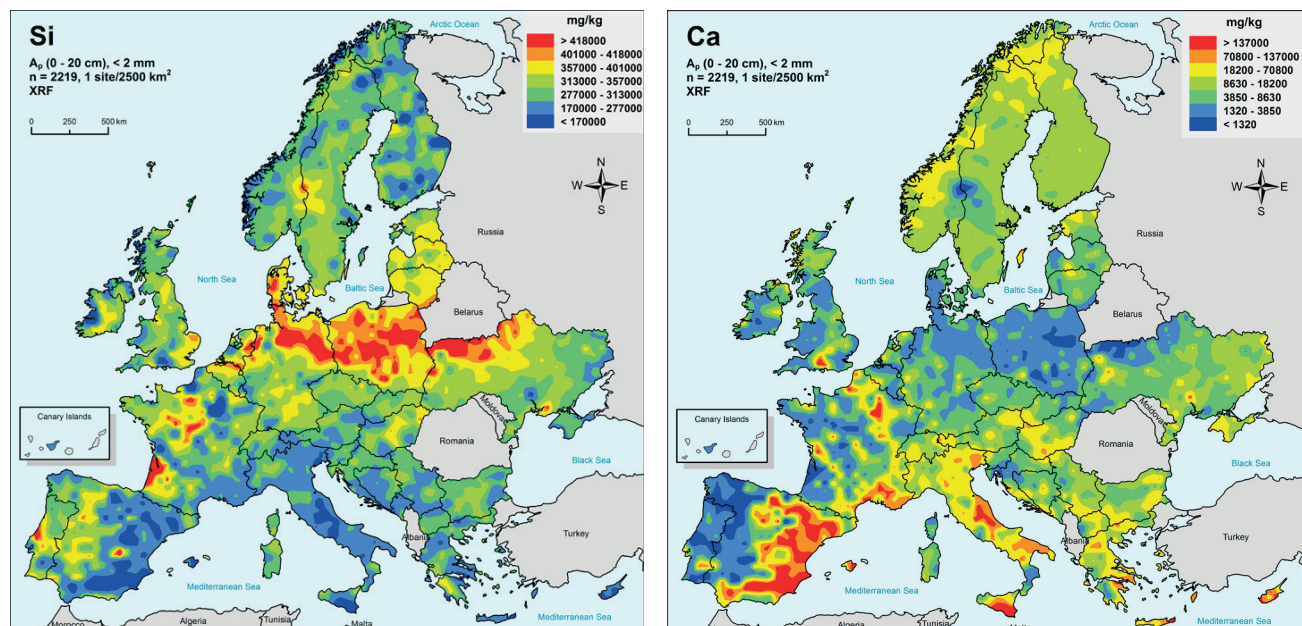 Si
A_p (0 - 20 cm), < 2 mm
n = 2219, 1 site/2500 km²
XRF
0 250 500 km
mg/kg
> 418000
401000 - 418000
357000 - 401000
313000 - 357000
277000 - 313000
170000 - 277000
< 170000
Arctic Ocean
N
W E
S
Russia
North Sea
Baltic Sea
Belarus
Canary Islands
Moldova
Romania
Black Sea
Albania
Turkey
Mediterranean Sea
Morocco
Algeria
Tunisia
Malta
Mediterranean Sea
Ca
A_p (0 - 20 cm), < 2 mm
n = 2219, 1 site/2500 km²
XRF
0 250 500 km
mg/kg
> 137000
70800 - 137000
18200 - 70800
8630 - 18200
3850 - 8630
1320 - 3850
< 1320
Arctic Ocean
N
W E
S
Russia
North Sea
Baltic Sea
Belarus
Canary Islands
Moldova
Romania
Black Sea
Albania
Turkey
Mediterranean Sea
Morocco
Algeria
Tunisia
Mediterranean Sea